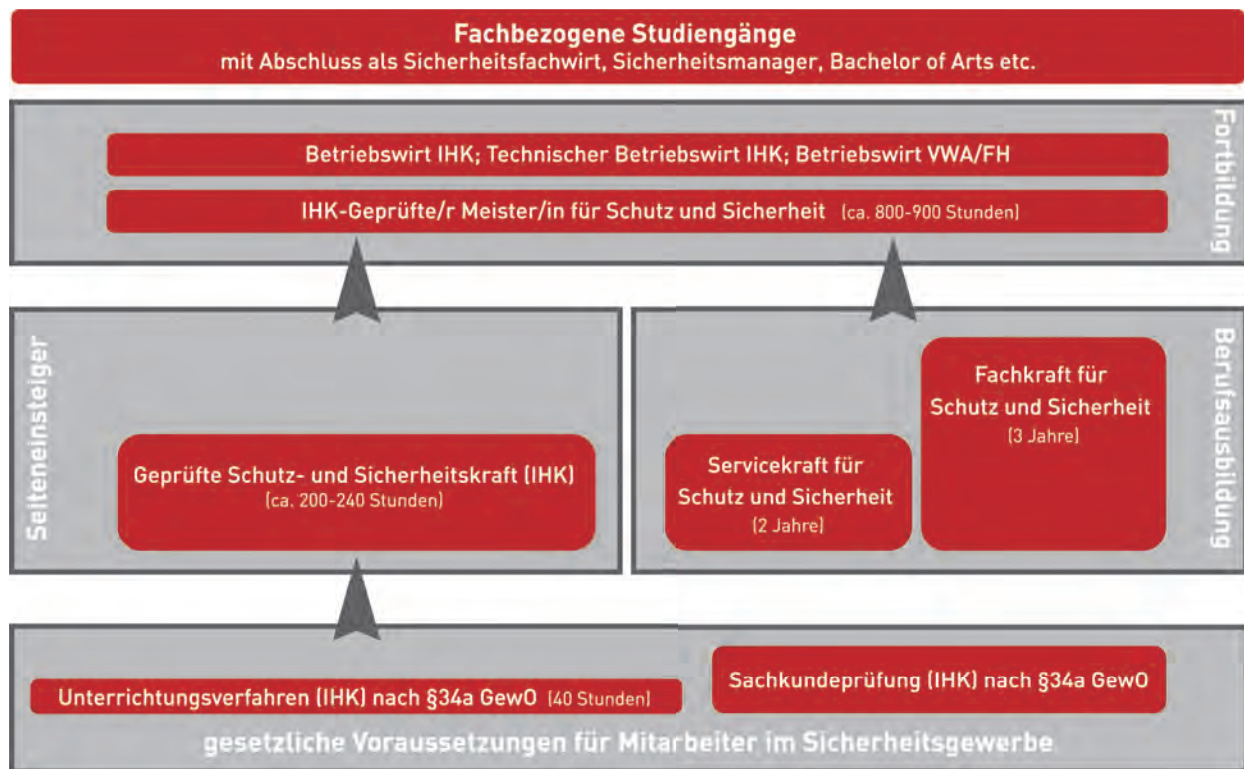 Fachbezogene Studiengänge
mit Abschluss als Sicherheitsfachwirt, Sicherheitsmanager, Bachelor of Arts etc.
Fortbildung
Betriebswirt IHK; Technischer Betriebswirt IHK; Betriebswirt VWA/FH
IHK-Geprüfte/r Meister/in für Schutz und Sicherheit (ca. 800-900 Stunden)
Seiteneinsteiger
Geprüfte Schutz- und Sicherheitskraft (IHK)
(ca. 200-240 Stunden)
Berufsausbildung
Servicekraft für
Schutz und Sicherheit
(2 Jahre)
Fachkraft für
Schutz und Sicherheit
(3 Jahre)
Unterrichtungsverfahren (IHK) nach §34a GewO (40 Stunden)
Sachkundeprüfung (IHK) nach §34a GewO
gesetzliche Voraussetzungen für Mitarbeiter im Sicherheitsgewerbe